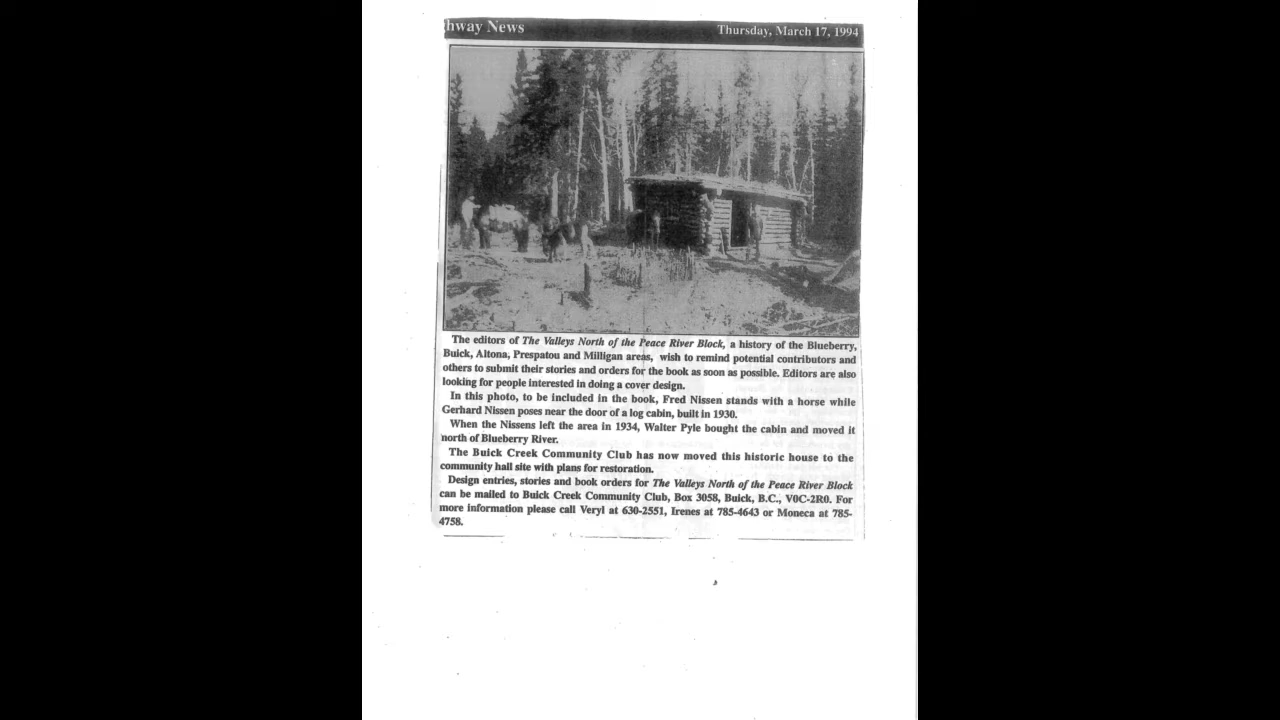 hway News
Thursday, March 17, 1994
The editors of The Valleys North of the Peace River Block, a history of the Blueberry,
Buick, Altona, Prespatou and Milligan areas, wish to remind potential contributors and
others to submit their stories and orders for the book as soon as possible. Editors are also
looking for people interested in doing a cover design.
In this photo, to be included in the book, Fred Nissen stands with a horse while
Gerhard Nissen poses near the door of a log cabin, built in 1930.
When the Nissens left the area in 1934, Walter Pyle bought the cabin and moved it
north of Blueberry River.
The Buick Creek Community Club has now moved this historic house to the
community hall site with plans for restoration.
Design entries, stories and book orders for The Valleys North of the Peace River Block
can be mailed to Buick Creek Community Club, Box 3058, Buick, B.C., V0C-2R0. For
more information please call Veryl at 630-2551, Irenes at 785-4643 or Moneca at 785-
4758.